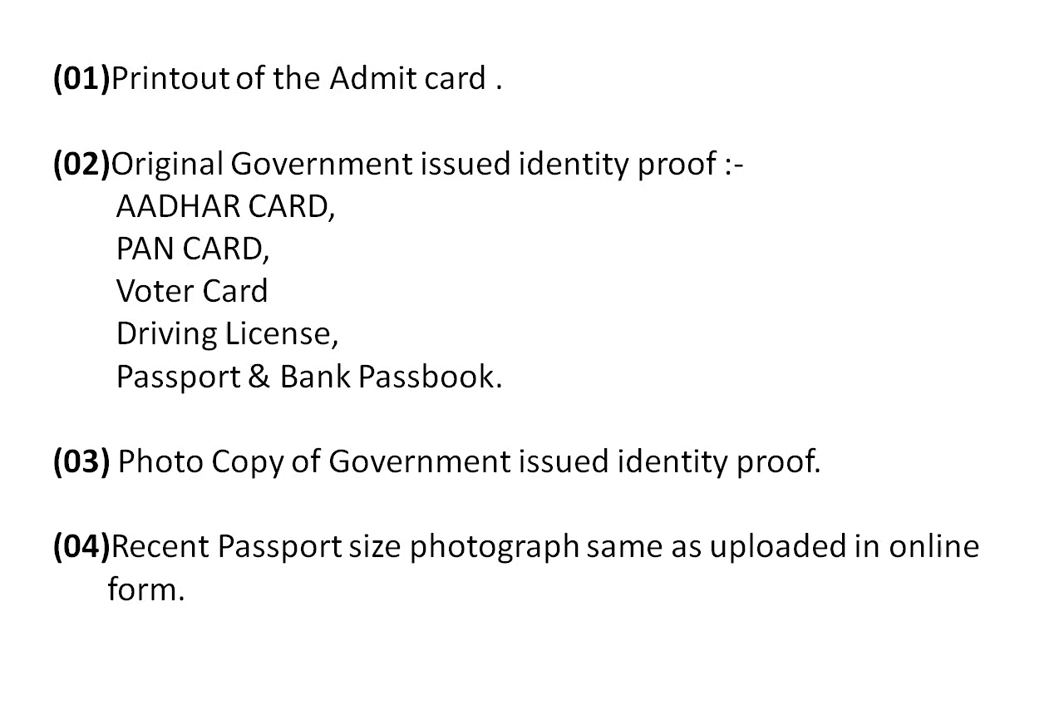 (01)Printout of the Admit card .
(02)Original Government issued identity proof :-
AADHAR CARD,
PAN CARD,
Voter Card
Driving License,
Passport & Bank Passbook.
(03) Photo Copy of Government issued identity proof.
(04)Recent Passport size photograph same as uploaded in online
form.